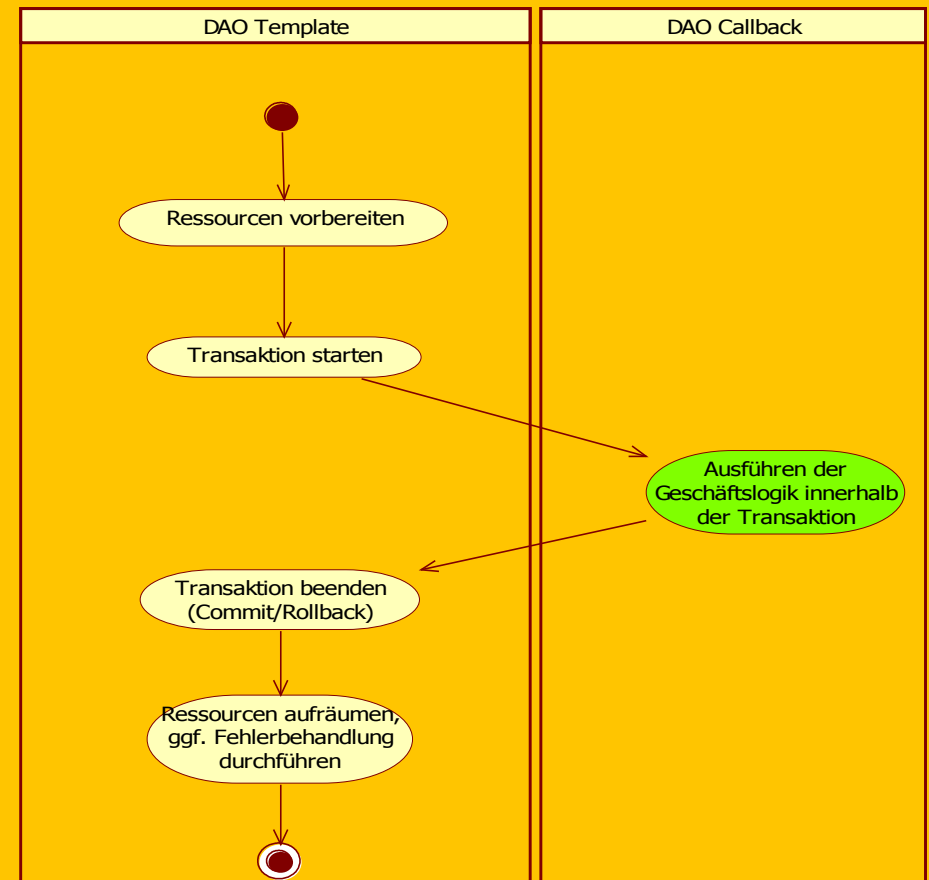 DAO Template
DAO Callback
Ressourcen vorbereiten
Transaktion starten
Ausführen der
Geschäftslogik innerhalb
der Transaktion
Transaktion beenden
(Commit/Rollback)
Ressourcen aufräumen,
ggf. Fehlerbehandlung
durchführen